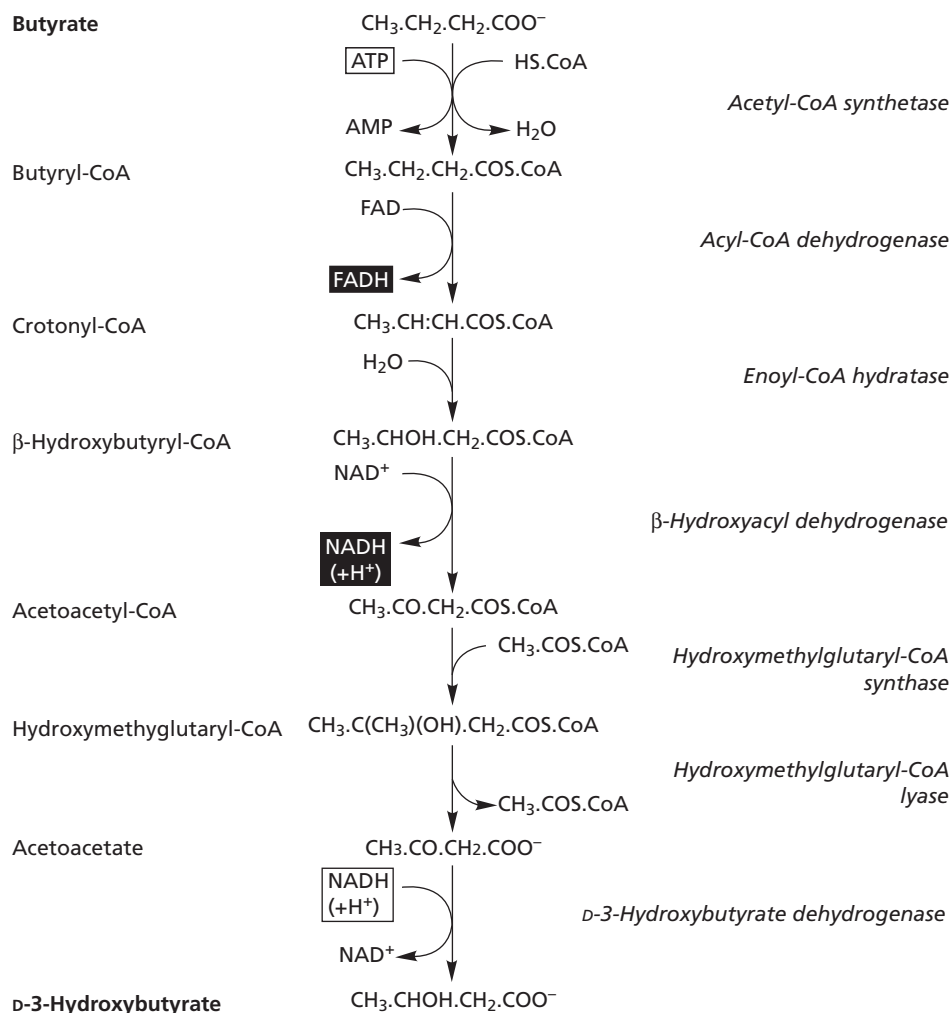 Butyrate CH₃.CH₂.CH₂.COO⁻
ATP HS.CoA
Acetyl-CoA synthetase
AMP H₂O
Butyryl-CoA CH₃.CH₂.CH₂.COS.CoA
FAD
Acyl-CoA dehydrogenase
FADH
Crotonyl-CoA CH₃.CH:CH.COS.CoA
H₂O
Enoyl-CoA hydratase
β-Hydroxybutyryl-CoA CH₃.CHOH.CH₂.COS.CoA
NAD⁺
β-Hydroxyacyl dehydrogenase
NADH
(+H⁺)
Acetoacetyl-CoA CH₃.CO.CH₂.COS.CoA
CH₃.COS.CoA
Hydroxymethylglutaryl-CoA
synthase
Hydroxymethyglutaryl-CoA CH₃.C(CH₃)(OH).CH₂.COS.CoA
Hydroxymethylglutaryl-CoA
lyase
CH₃.COS.CoA
Acetoacetate CH3.CO.CH2.COO⁻
NADH
(+H⁺)
D-3-Hydroxybutyrate dehydrogenase
NAD⁺
D-3-Hydroxybutyrate CH₃.CHOH.CH₂.COO⁻